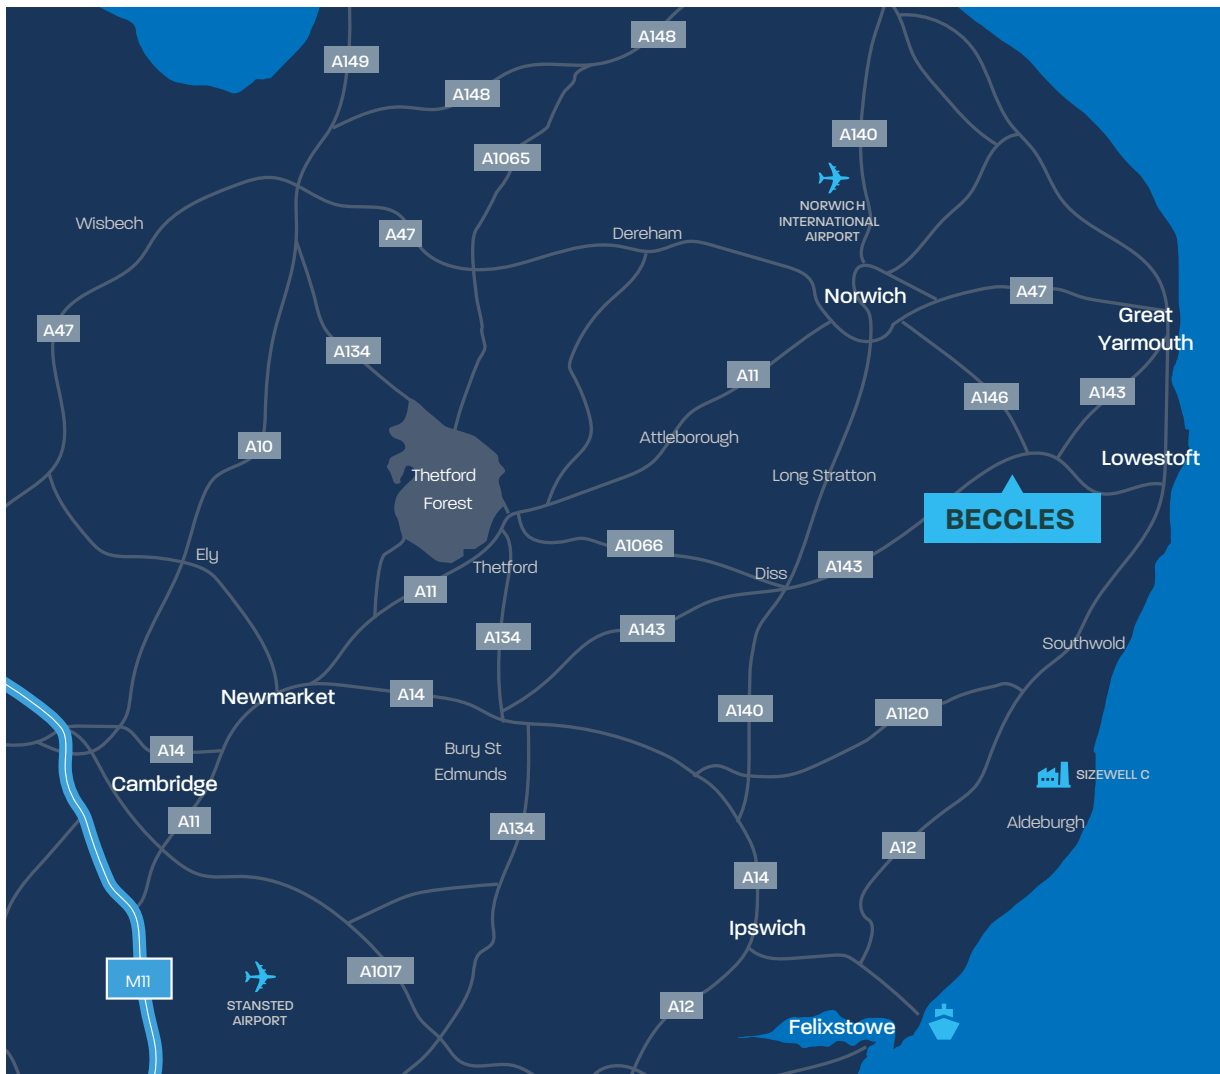 A148
A149
A148
A140
A1065
NORWICH
INTERNATIONAL
AIRPORT
Wisbech
A47
Dereham
A47
Norwich
Great
Yarmouth
A47
A134
A11
A146
A143
A10
Attleborough
Lowestoft
Thetford
Forest
Long Stratton
BECCLES
A1066
Ely
Thetford
Diss
A143
A11
A134
A143
Southwold
Newmarket
A14
A140
A1120
A14
Bury St
Edmunds
SIZEWELL C
Cambridge
A11
A134
Aldeburgh
A12
A14
Ipswich
M11
A1017
STANSTED
AIRPORT
A12
Felixstowe